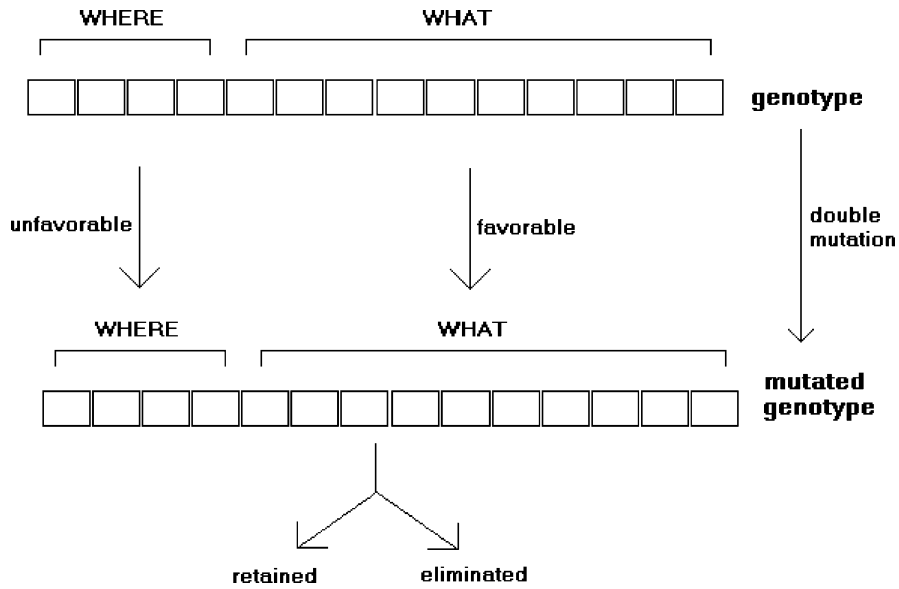 WHERE
WHAT
genotype
unfavorable
favorable
double
mutation
WHERE
WHAT
mutated
genotype
retained
eliminated